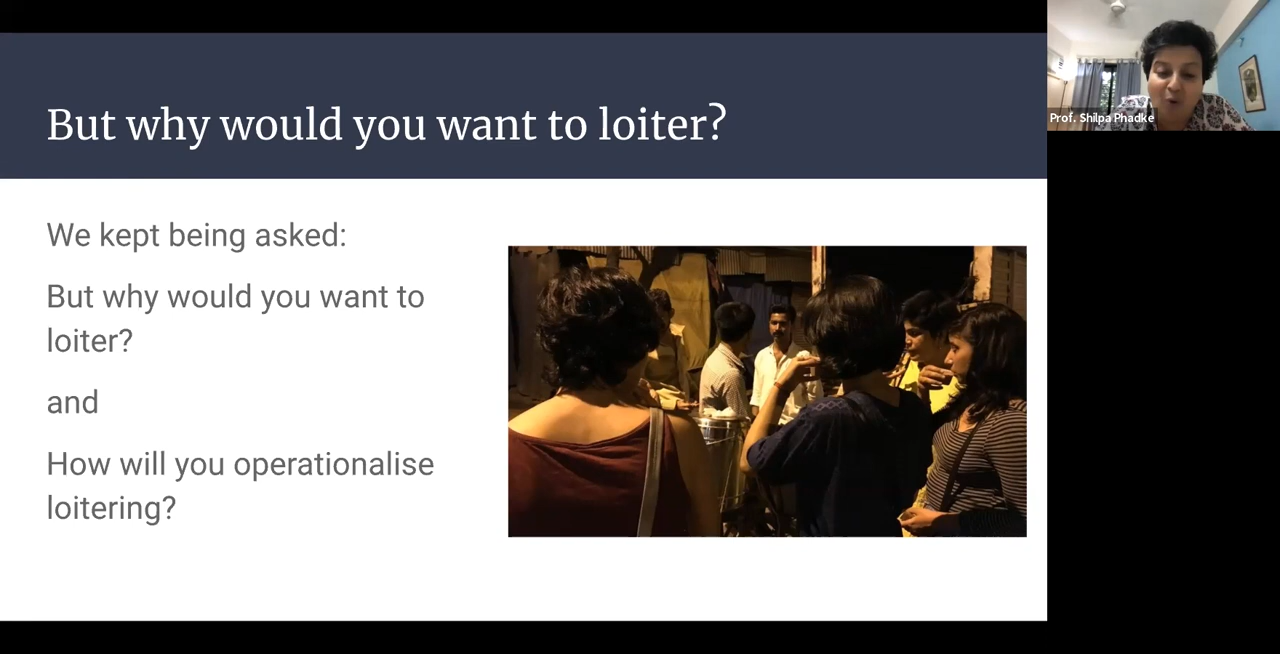 But why would you want to loiter?
Prof. Shilpa Phadke
We kept being asked:
But why would you want to
loiter?
and
How will you operationalise
loitering?